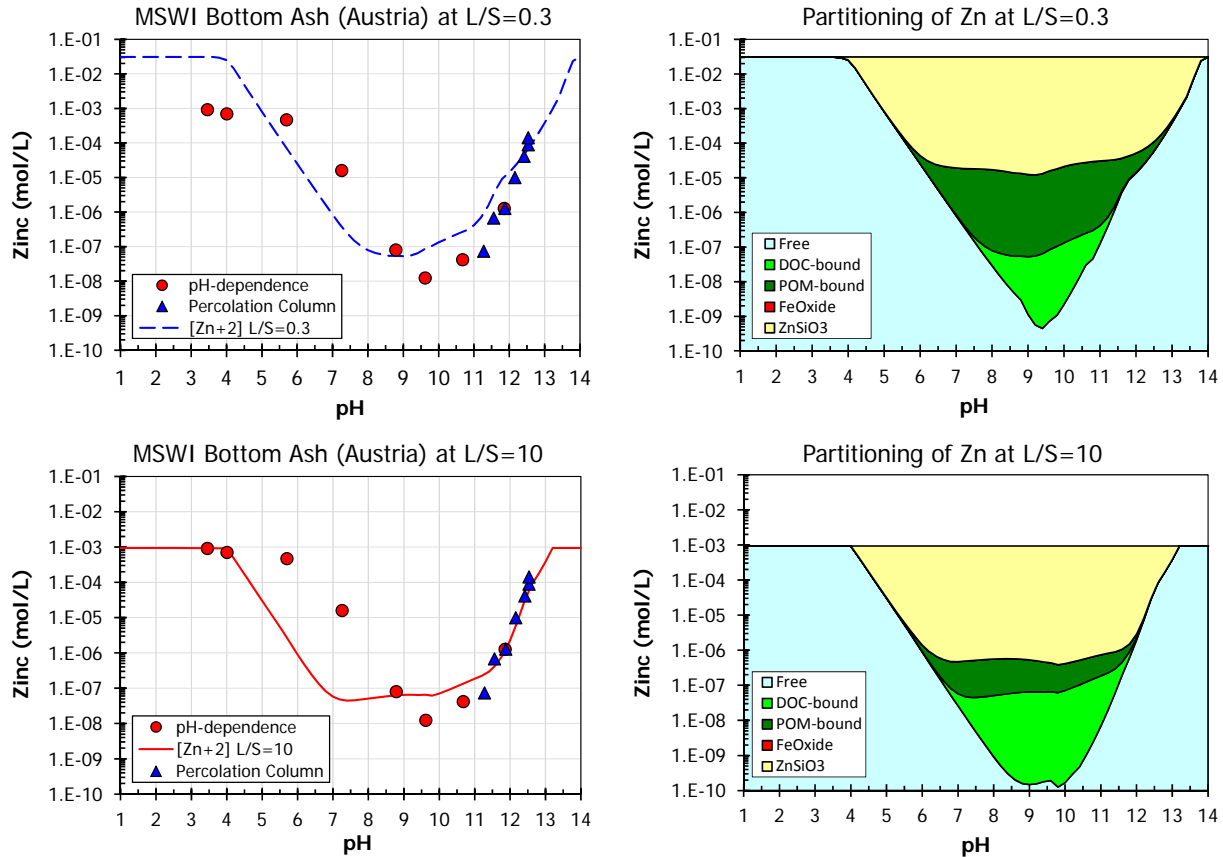 MSWI Bottom Ash (Austria) at L/S=0.3
Zinc (mol/L)
1.E-01
1.E-02
1.E-03
1.E-04
1.E-05
1.E-06
1.E-07
1.E-08
1.E-09
1.E-10
pH-dependence
Percolation Column
[Zn+2] L/S=0.3
1 2 3 4 5 6 7 8 9 10 11 12 13 14
pH
Partitioning of Zn at L/S=0.3
Zinc (mol/L)
1.E-01
1.E-02
1.E-03
1.E-04
1.E-05
1.E-06
1.E-07
1.E-08
1.E-09
1.E-10
Free
DOC-bound
POM-bound
FeOxide
ZnSiO3
1 2 3 4 5 6 7 8 9 10 11 12 13 14
pH
MSWI Bottom Ash (Austria) at L/S=10
Zinc (mol/L)
1.E-01
1.E-02
1.E-03
1.E-04
1.E-05
1.E-06
1.E-07
1.E-08
1.E-09
1.E-10
pH-dependence
[Zn+2] L/S=10
Percolation Column
1 2 3 4 5 6 7 8 9 10 11 12 13 14
pH
Partitioning of Zn at L/S=10
Zinc (mol/L)
1.E-01
1.E-02
1.E-03
1.E-04
1.E-05
1.E-06
1.E-07
1.E-08
1.E-09
1.E-10
Free
DOC-bound
POM-bound
FeOxide
ZnSiO3
1 2 3 4 5 6 7 8 9 10 11 12 13 14
pH